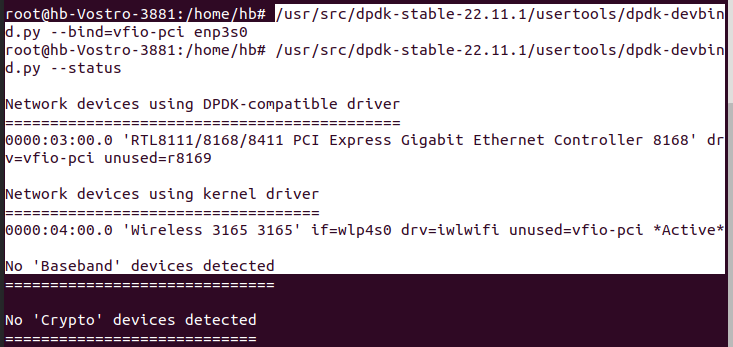 root@hb-Vostro-3881:/home/hb# /usr/src/dpdk-stable-22.11.1/usertools/dpdk-devbin
d.py --bind=vfio-pci enp3s0
root@hb-Vostro-3881:/home/hb# /usr/src/dpdk-stable-22.11.1/usertools/dpdk-devbin
d.py --status
Network devices using DPDK-compatible driver
============================================
0000:03:00.0 'RTL8111/8168/8411 PCI Express Gigabit Ethernet Controller 8168' dr
v=vfio-pci unused=r8169
Network devices using kernel driver
===================================
0000:04:00.0 'Wireless 3165 3165' if=wlp4s0 drv=iwlwifi unused=vfio-pci *Active*
No 'Baseband' devices detected
==============================
No 'Crypto' devices detected
============================